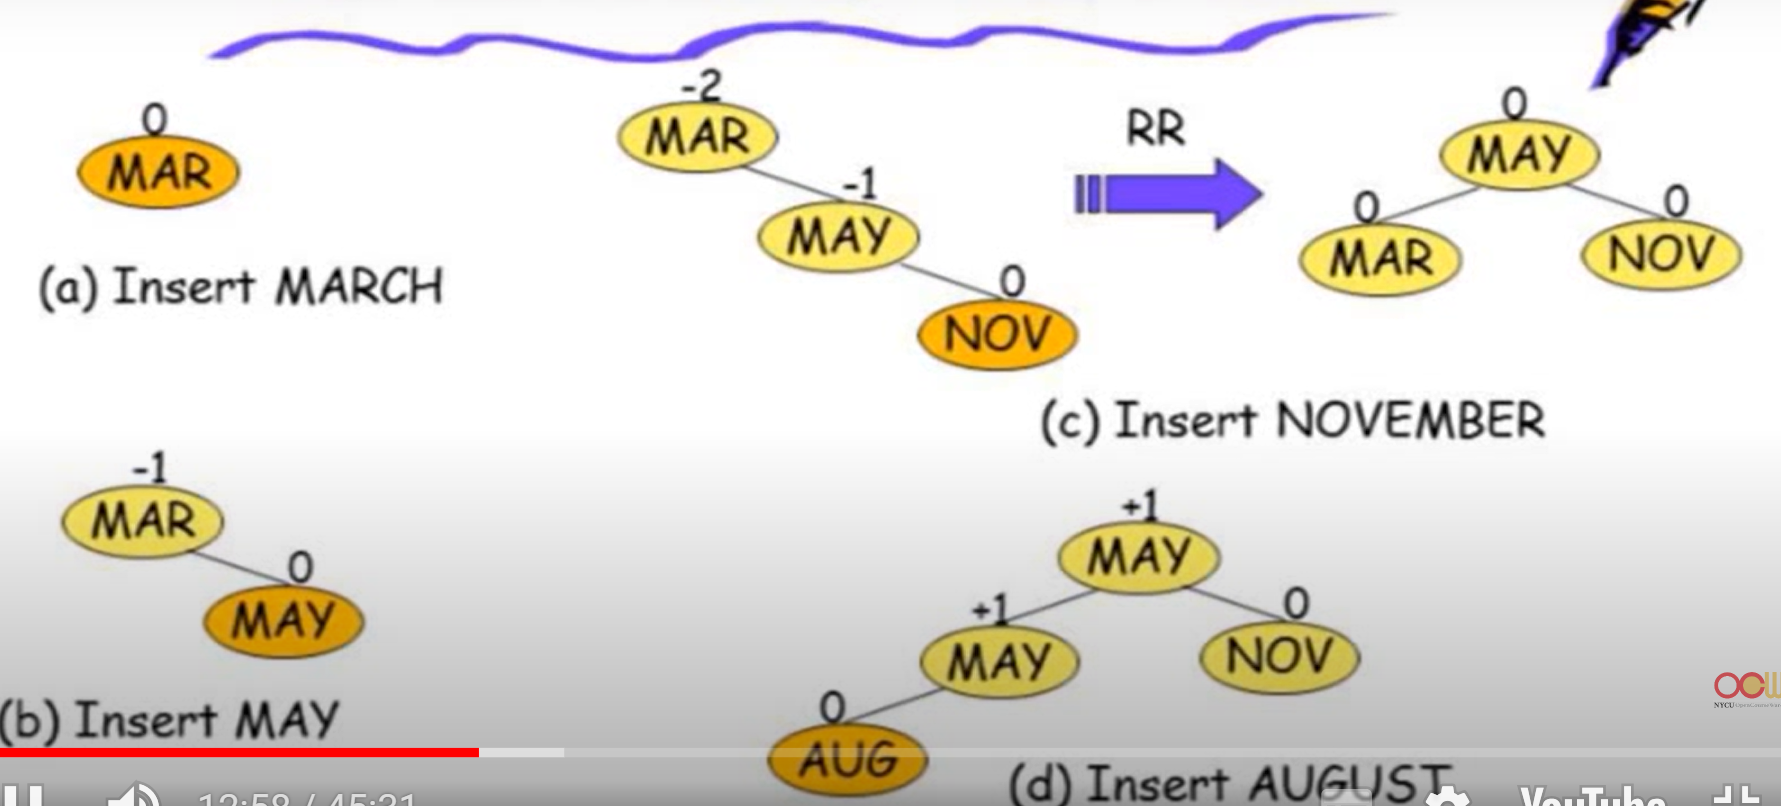 0
MAR
(a) Insert MARCH
-2
MAR
-1
MAY
0
NOV
RR
0
MAY
0
MAR
0
NOV
(c) Insert NOVEMBER
-1
MAR
0
MAY
(b) Insert MAY
+1
MAY
+1
MAY
0
NOV
0
AUG
(d) Insert AUGUST
OCW
NYCU OpenCourseWare
12:58 / 45:21
YouTube